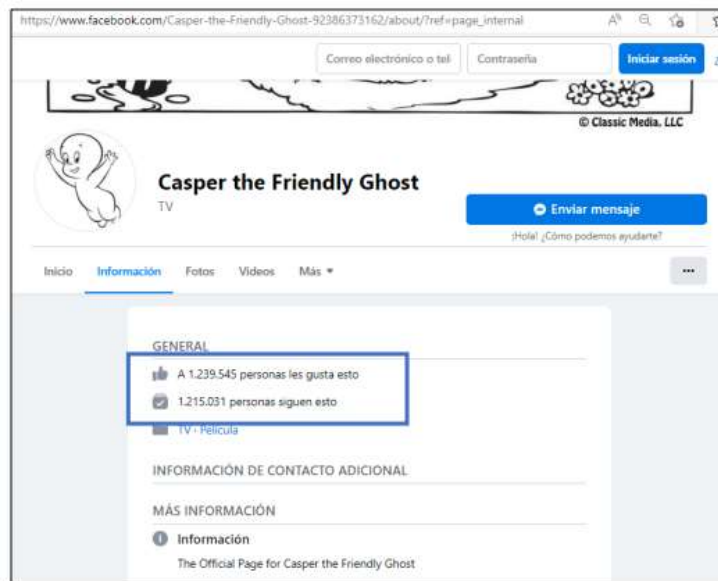 https://www.facebook.com/Casper-the-Friendly-Ghost-92386373162/about/?ref=page_internal
Correo electrónico o tel
Contraseña
Iniciar sesión
© Classic Media, LLC
Casper the Friendly Ghost
TV
Enviar mensaje
¡Hola! ¿Cómo podemos ayudarte?
Inicio
Información
Fotos
Videos
Más
GENERAL
A 1.239.545 personas les gusta esto
1.215.031 personas siguen esto
TV · Película
INFORMACIÓN DE CONTACTO ADICIONAL
MÁS INFORMACIÓN
Información
The Official Page for Casper the Friendly Ghost